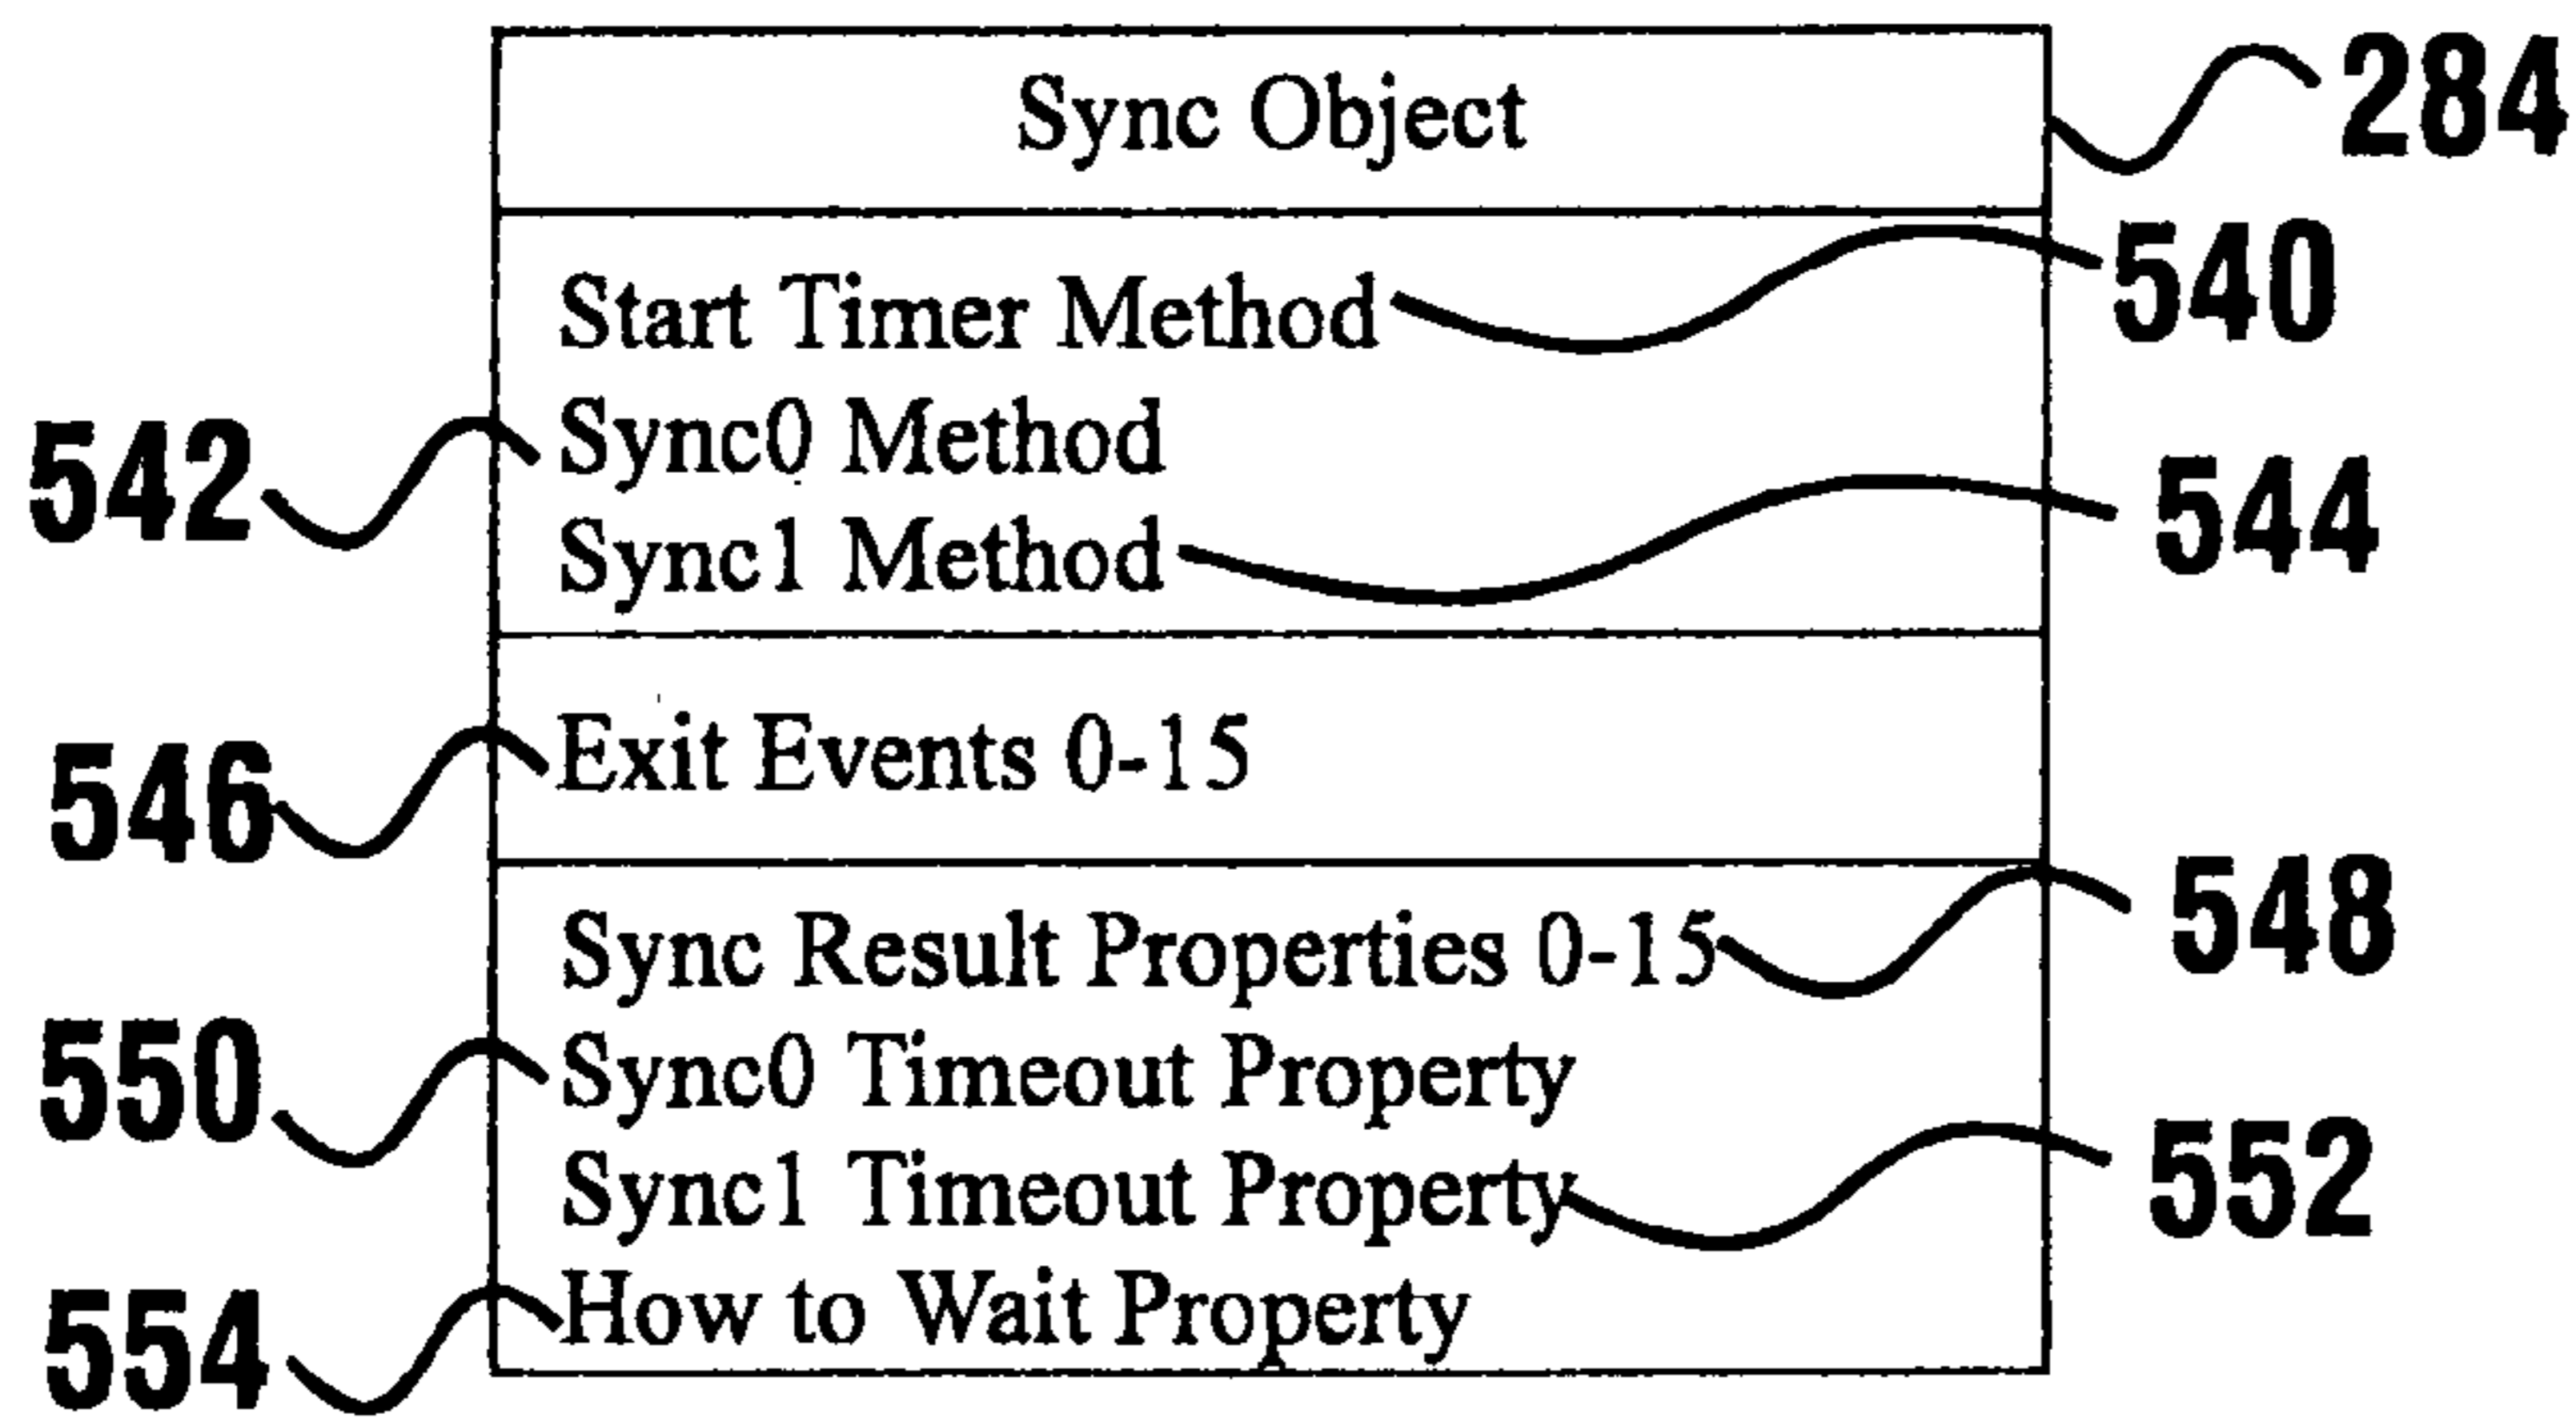 Sync Object 284
Start Timer Method 540
542 Sync0 Method
Sync1 Method 544
546 Exit Events 0-15
Sync Result Properties 0-15 548
550 Sync0 Timeout Property
Sync1 Timeout Property 552
554 How to Wait Property